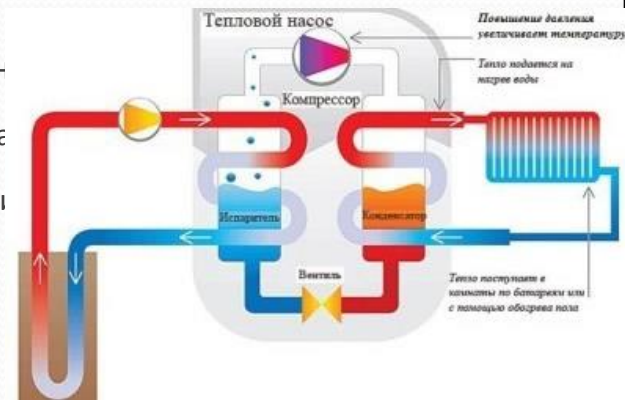 Тепловой насос
Повышение давления
увеличивает температуру
Тепло подается на
нагрев воды
Компрессор
Испаритель
Конденсатор
Вентиль
Тепло поступает в
комнаты по батареям или
с помощью обогрева пола